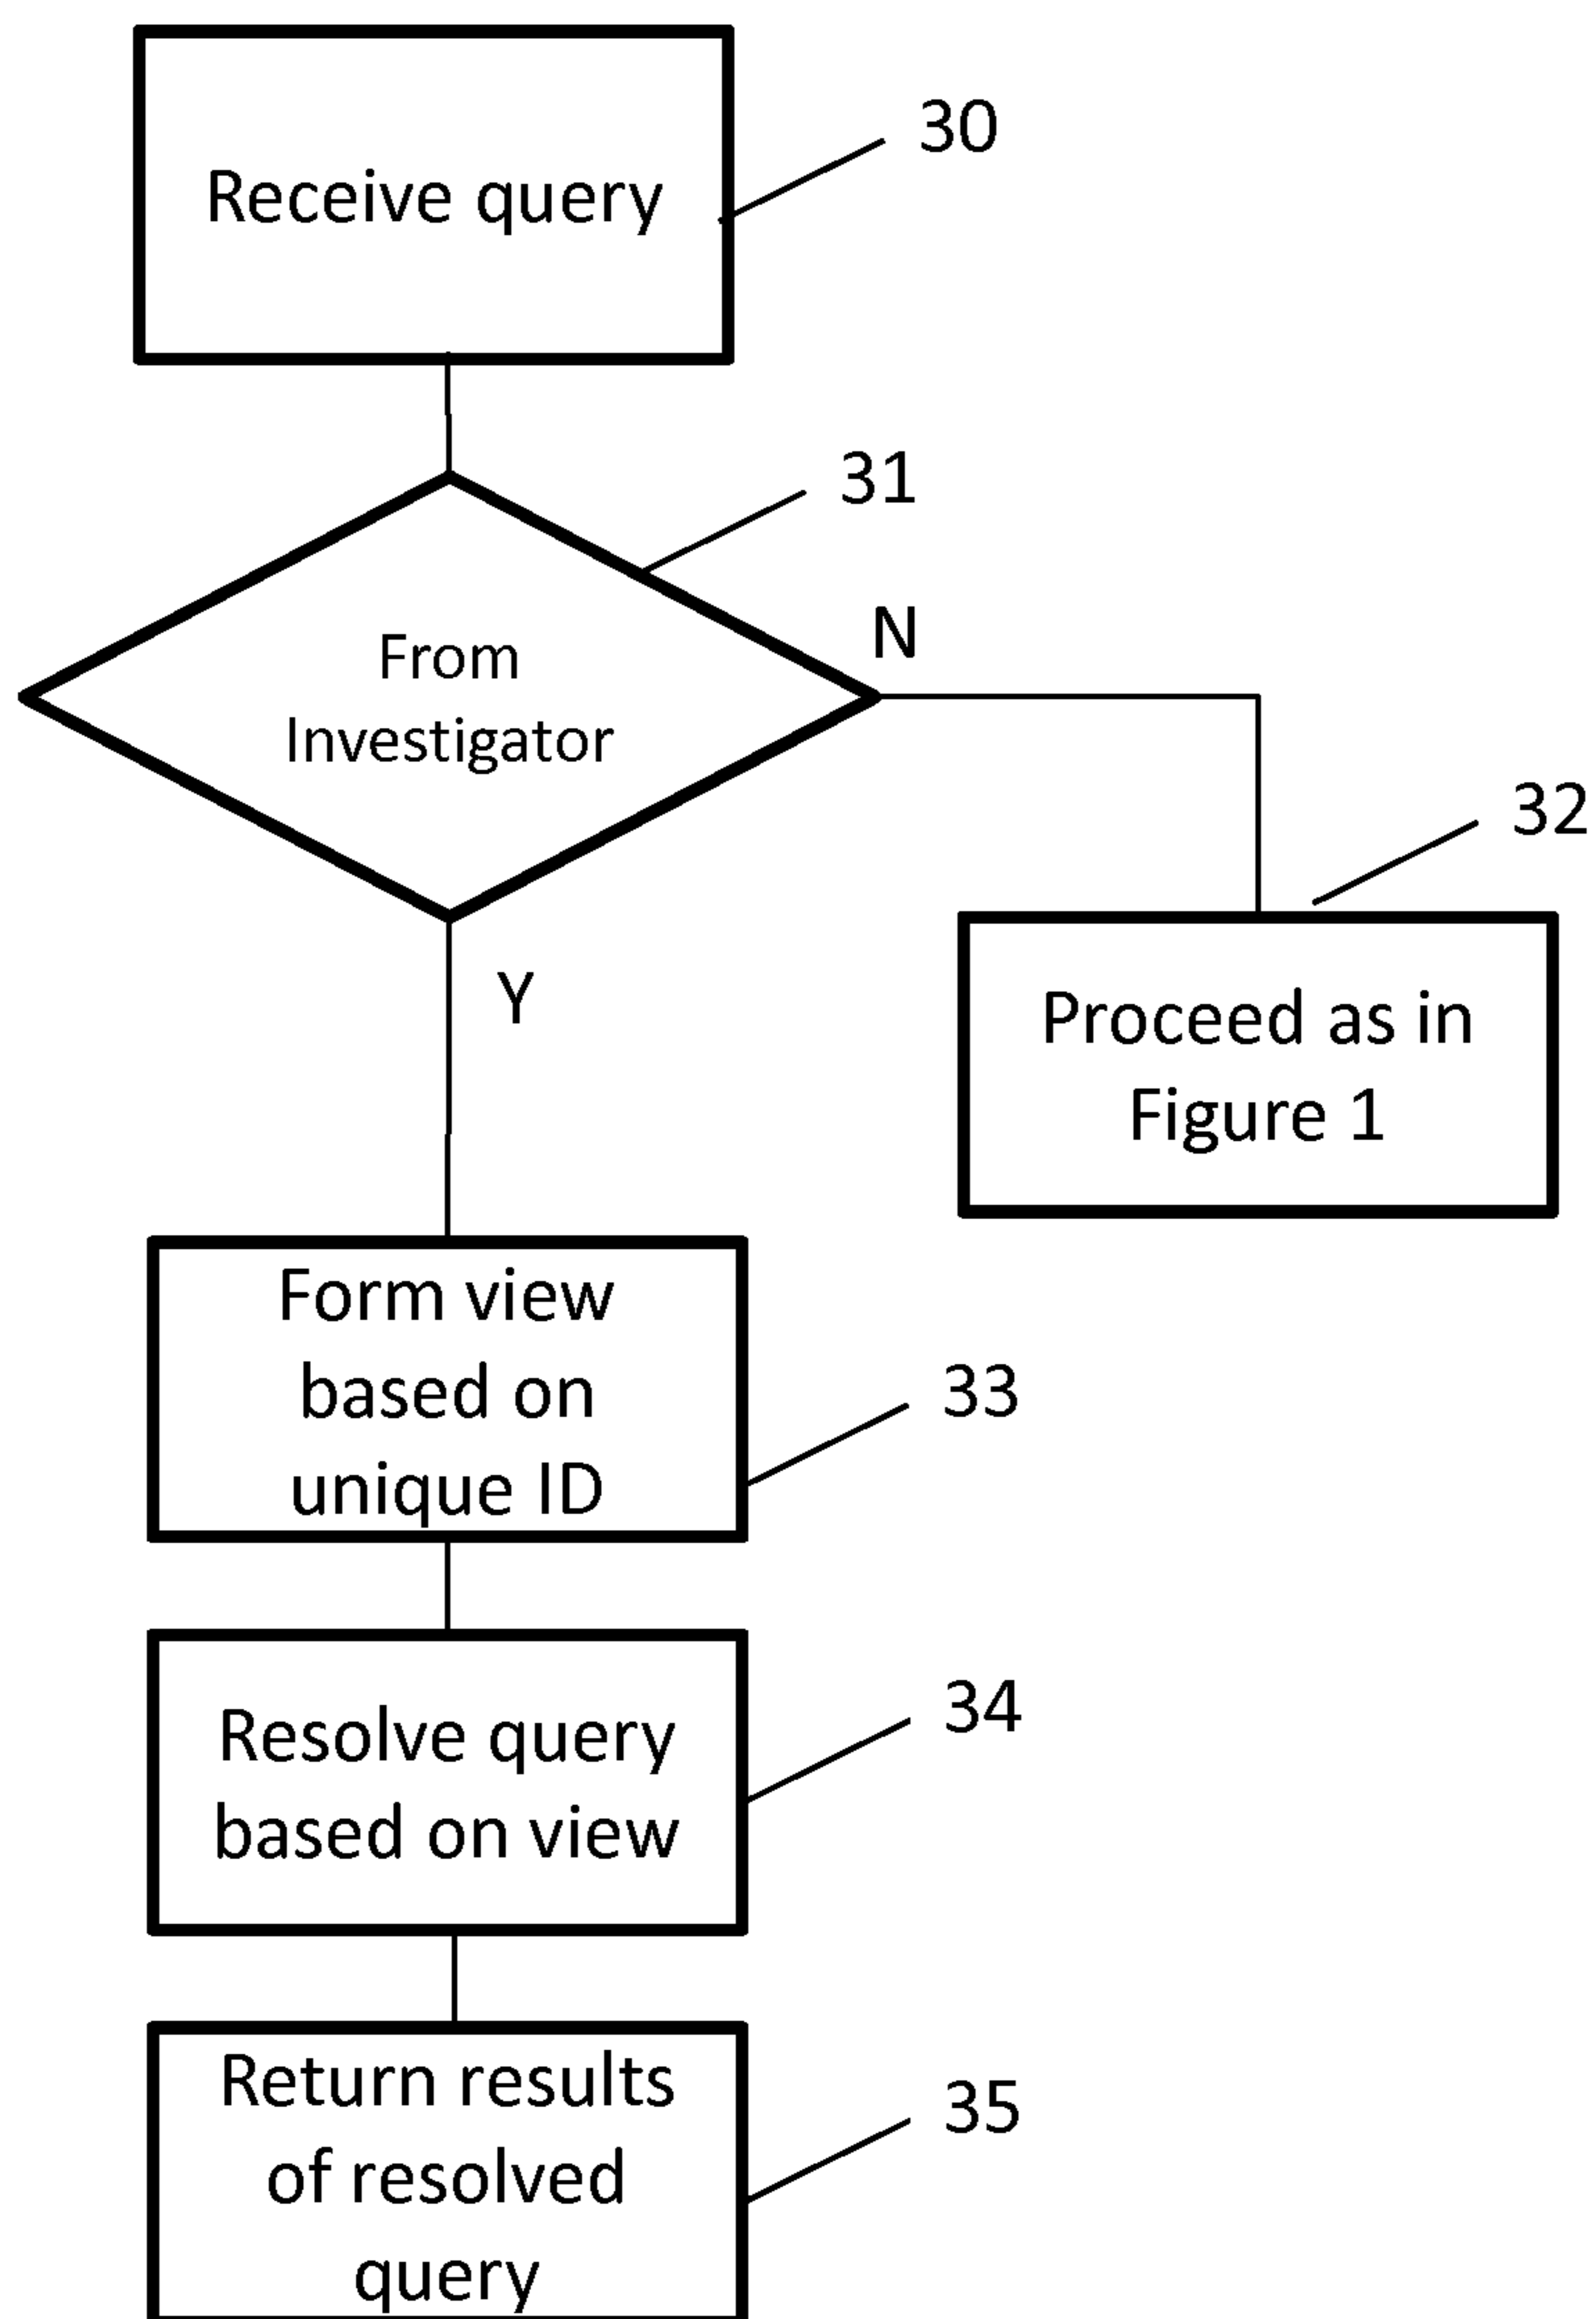 Receive query
30
31
From
Investigator
N
32
Proceed as in
Figure 1
Y
Form view
based on
unique ID
33
Resolve query
based on view
34
Return results
of resolved
query
35